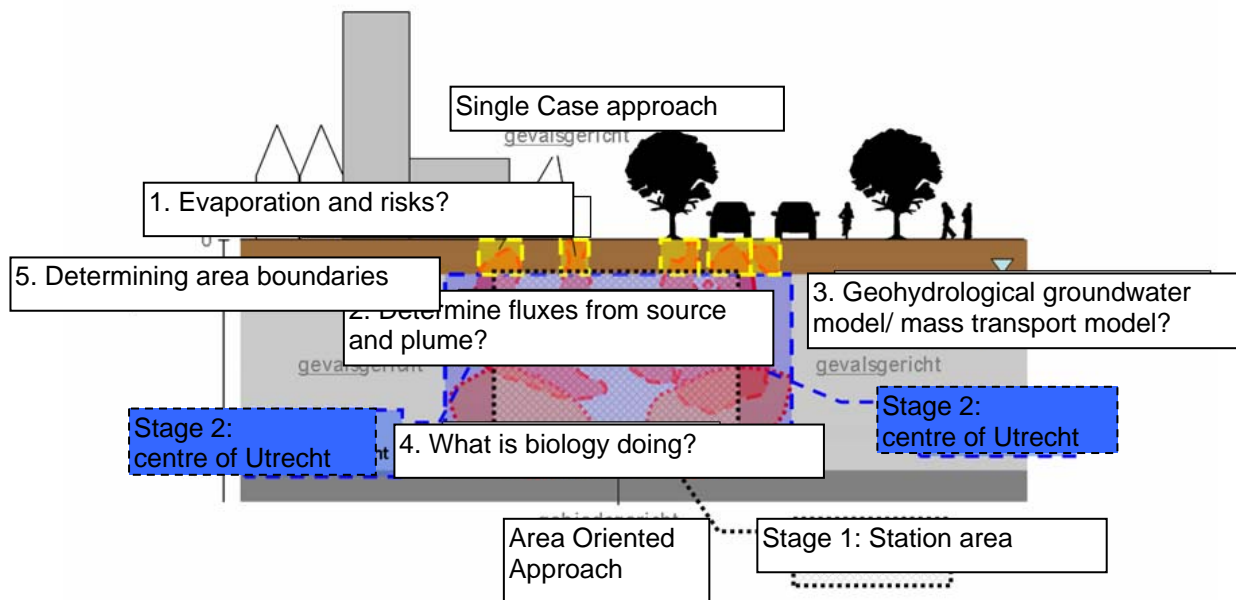 Single Case approach
gevalsgericht
1. Evaporation and risks?
0
5. Determining area boundaries
2. Determine fluxes from source
and plume?
3. Geohydrological groundwater
model/ mass transport model?
gevalsgericht
gevalsgericht
Stage 2:
centre of Utrecht
4. What is biology doing?
Stage 2:
centre of Utrecht
gebiedsgericht
Area Oriented
Approach
Stage 1: Station area